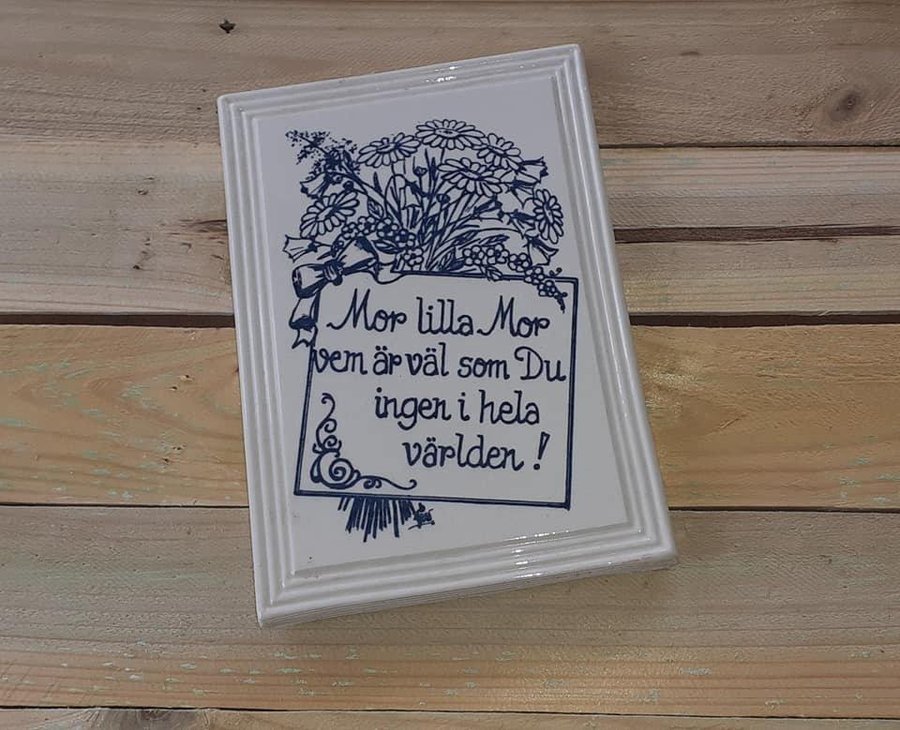 Mor lilla Mor
vem är väl som Du
ingen i hela
världen!